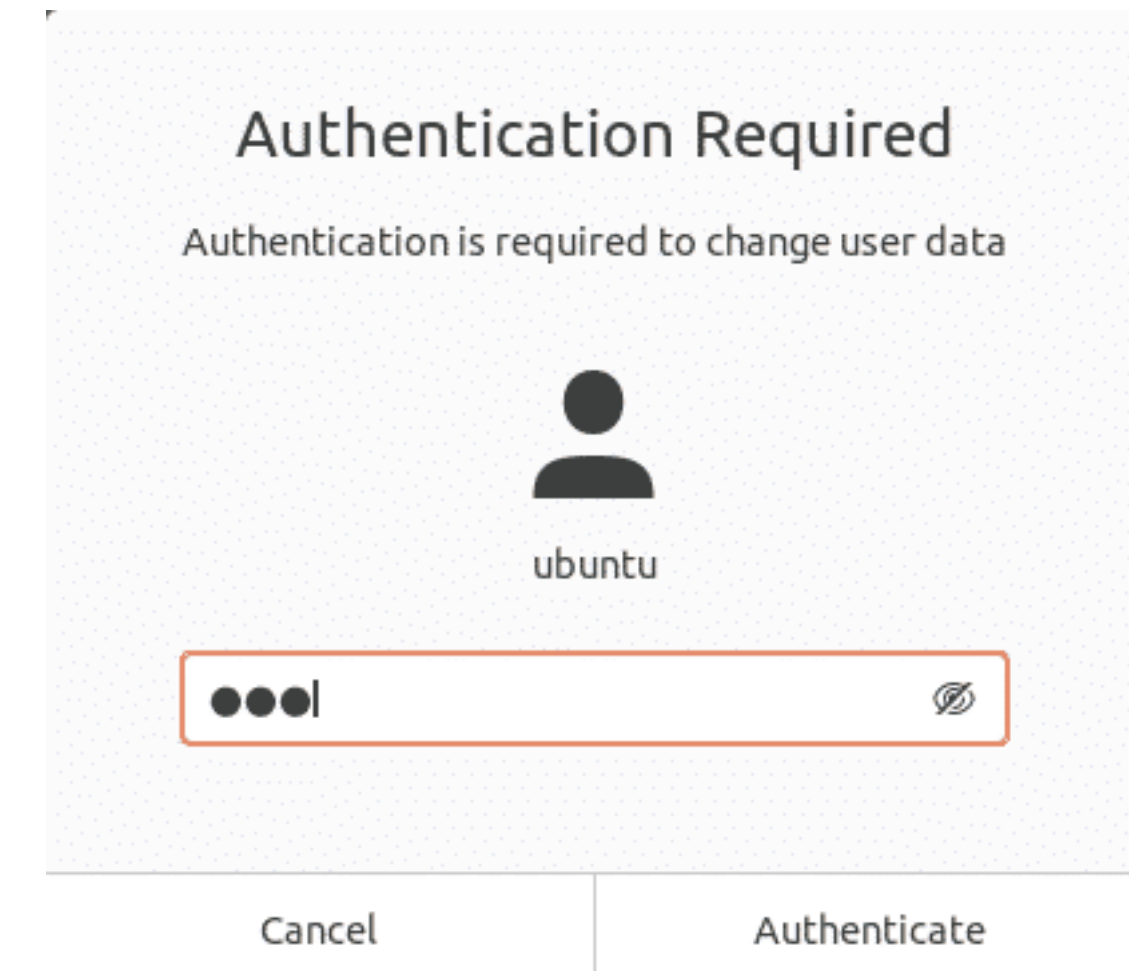 Authentication Required
Authentication is required to change user data
ubuntu
Cancel
Authenticate